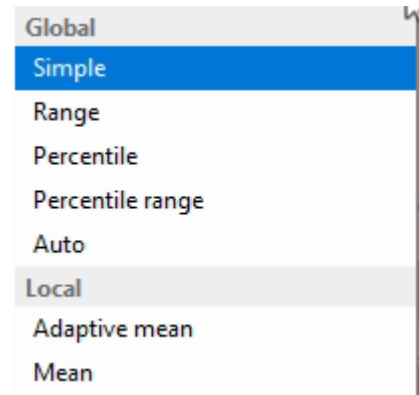 Global
Simple
Range
Percentile
Percentile range
Auto
Local
Adaptive mean
Mean